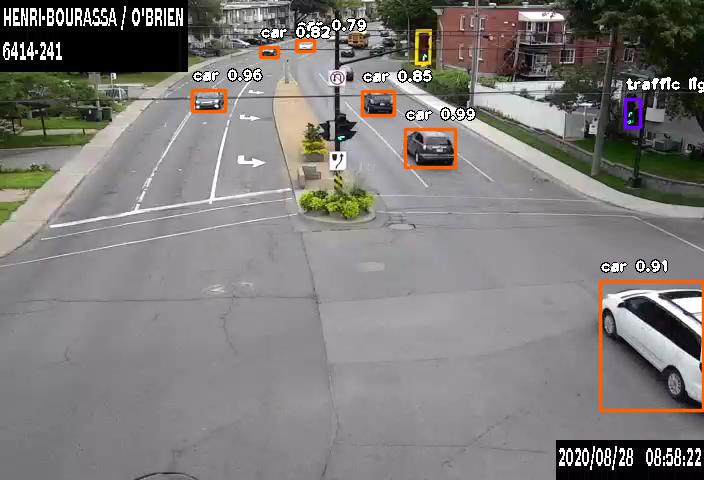 HENRI-BOURASSA / O'BRIEN
6414-241
car 0.82
0.79
car 0.96
car 0.85
car 0.99
traffic lig
car 0.91
2020/08/28 08:58:22